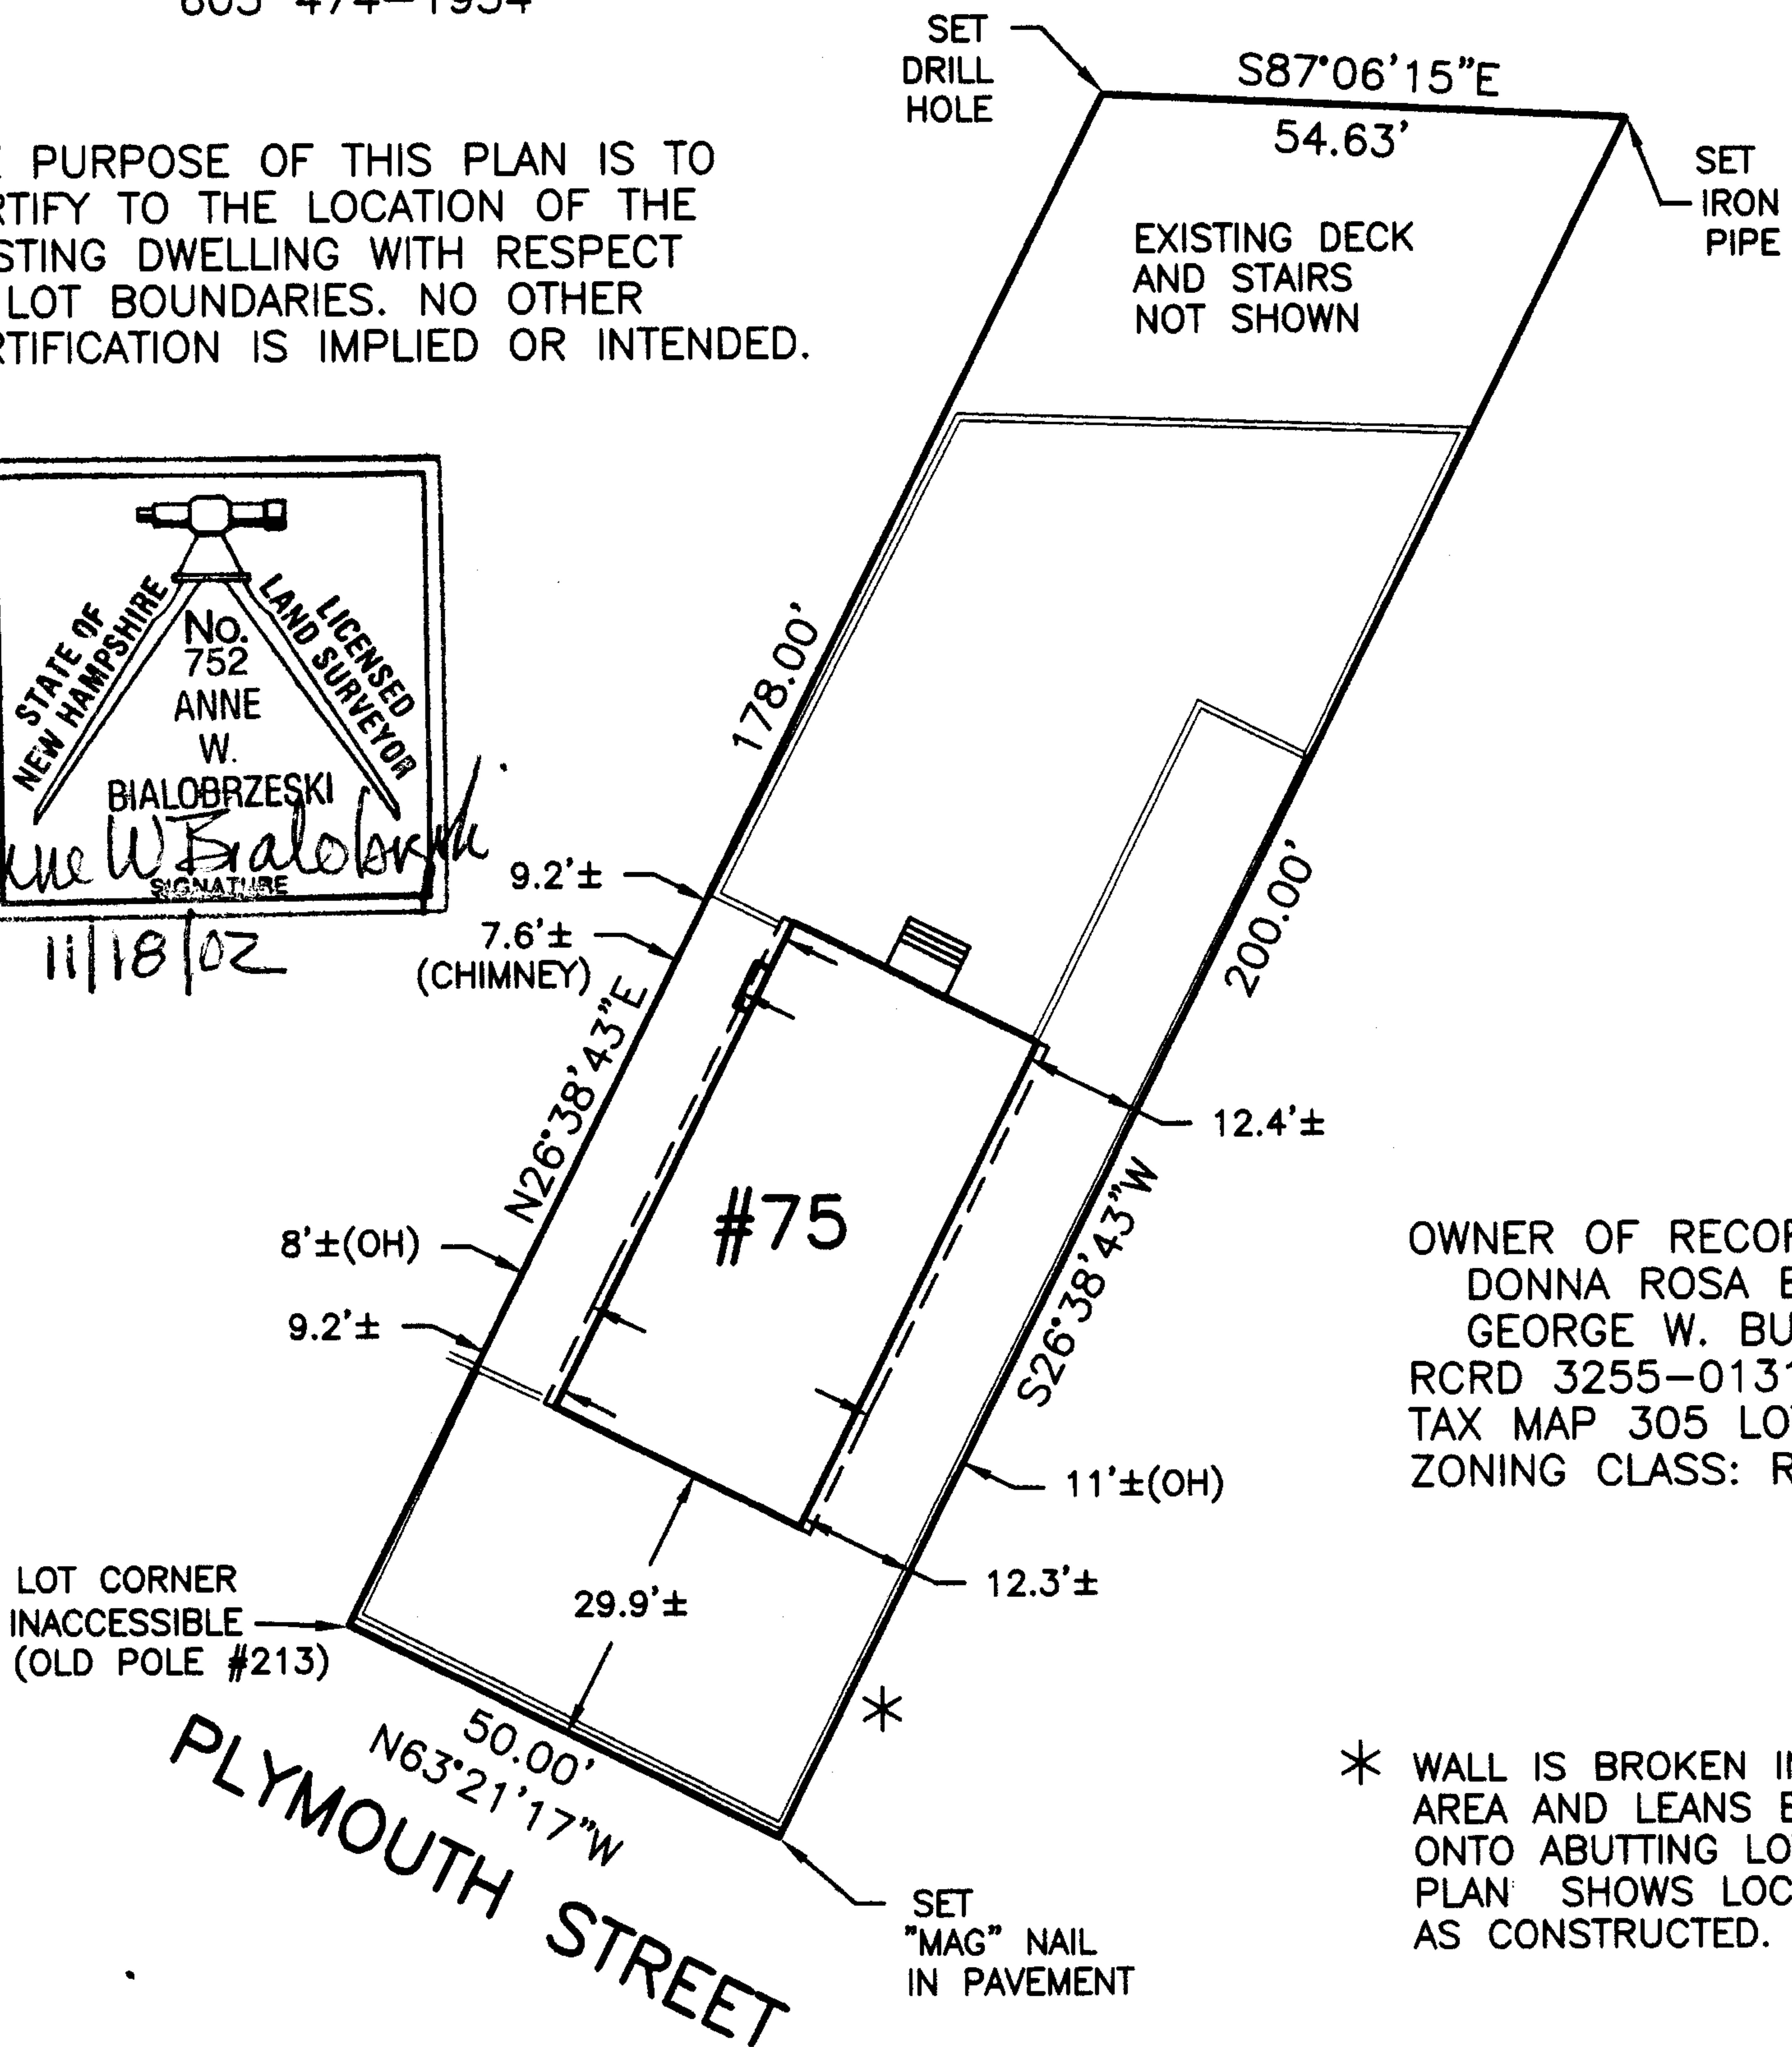 603 474-1954
PURPOSE OF THIS PLAN IS TO
RTIFY TO THE LOCATION OF THE
STING DWELLING WITH RESPECT
LOT BOUNDARIES. NO OTHER
RTIFICATION IS IMPLIED OR INTENDED.
STATE OF
NEW HAMPSHIRE
LICENSED
LAND SURVEYOR
No.
752
ANNE
W.
BIALOBRZESKI
nne W Bialobrzeski
SIGNATURE
11/18/02
SET
DRILL
HOLE
S87°06'15"E
54.63'
SET
IRON
PIPE
EXISTING DECK
AND STAIRS
NOT SHOWN
178.00'
N26°38'43"E
200.00'
S26°38'43"W
9.2'±
7.6'±
(CHIMNEY)
12.4'±
#75
8'±(OH)
9.2'±
11'±(OH)
12.3'±
29.9'±
LOT CORNER
INACCESSIBLE
(OLD POLE #213)
50.00'
N63°21'17"W
PLYMOUTH STREET
SET
"MAG" NAIL
IN PAVEMENT
OWNER OF RECOR
DONNA ROSA
GEORGE W. BU
RCRD 3255-0131
TAX MAP 305 LO
ZONING CLASS: R
* WALL IS BROKEN I
AREA AND LEANS
ONTO ABUTTING LO
PLAN SHOWS LOC
AS CONSTRUCTED.
*